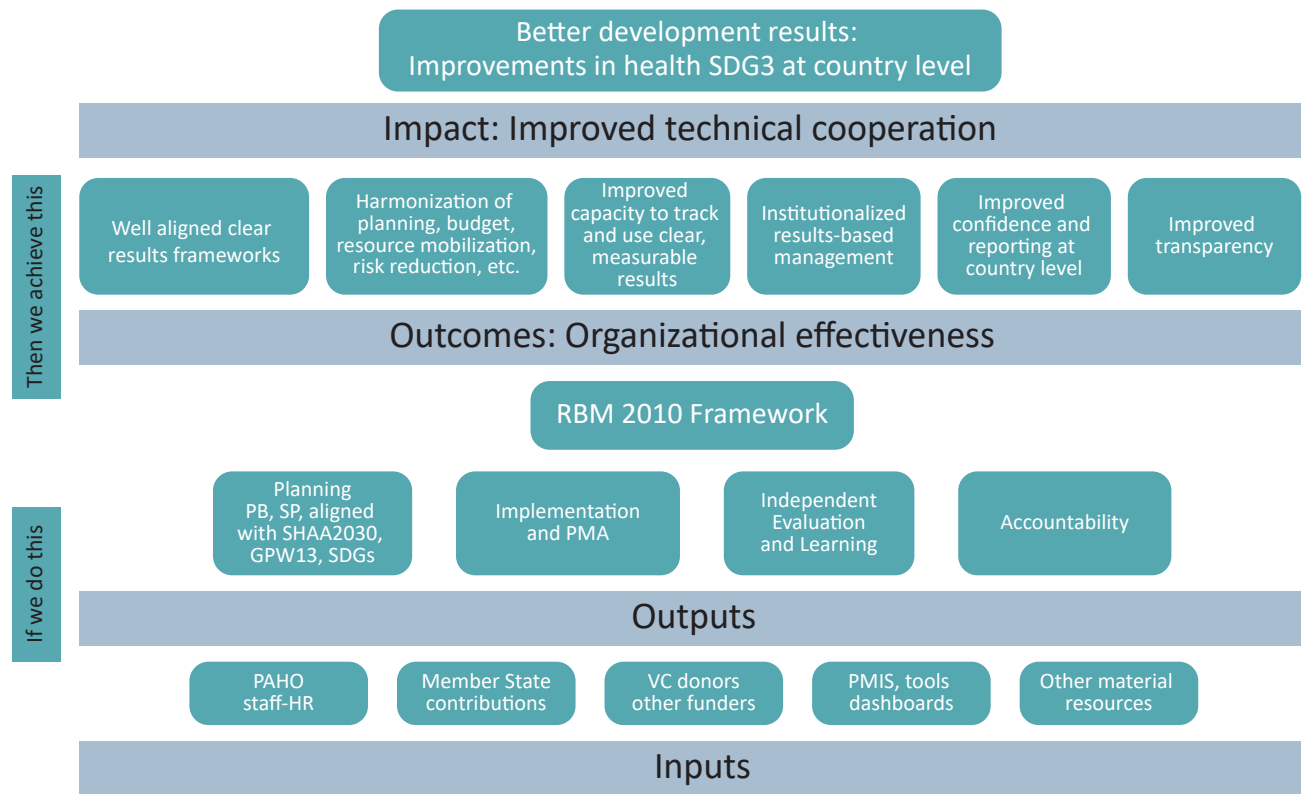 Better development results:
Improvements in health SDG3 at country level
Impact: Improved technical cooperation
Then we achieve this
Well aligned clear
results frameworks
Harmonization of
planning, budget,
resource mobilization,
risk reduction, etc.
Improved
capacity to track
and use clear,
measurable
results
Institutionalized
results-based
management
Improved
confidence and
reporting at
country level
Improved
transparency
Outcomes: Organizational effectiveness
RBM 2010 Framework
If we do this
Planning
PB, SP, aligned
with SHAA2030,
GPW13, SDGs
Implementation
and PMA
Independent
Evaluation
and Learning
Accountability
Outputs
PAHO
staff-HR
Member State
contributions
VC donors
other funders
PMIS, tools
dashboards
Other material
resources
Inputs